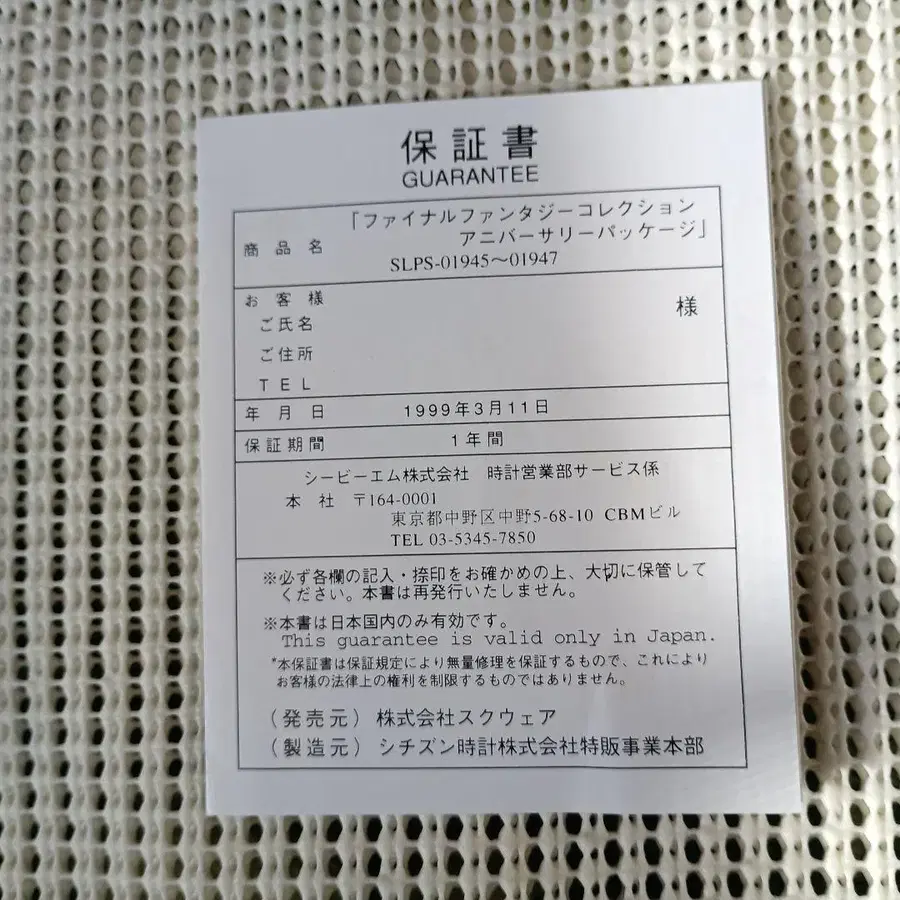 保証書
GUARANTEE
商品名 「ファイナルファンタジーコレクション
アニバーサリーパッケージ」
SLPS-01945〜01947
お客様 様
ご氏名
ご住所
TEL
年月日 1999年3月11日
保証期間 1年間
シービーエム株式会社 時計営業部サービス係
本社 〒164-0001
東京都中野区中野5-68-10 CBMビル
TEL 03-5345-7850
※必ず各欄の記入・捺印をお確かめの上、大切に保管して
ください。本書は再発行いたしません。
※本書は日本国内のみ有効です。
This guarantee is valid only in Japan.
*本保証書は保証規定により無量修理を保証するもので、これにより
お客様の法律上の権利を制限するものではありません。
(発売元) 株式会社スクウェア
(製造元) シチズン時計株式会社特販事業本部